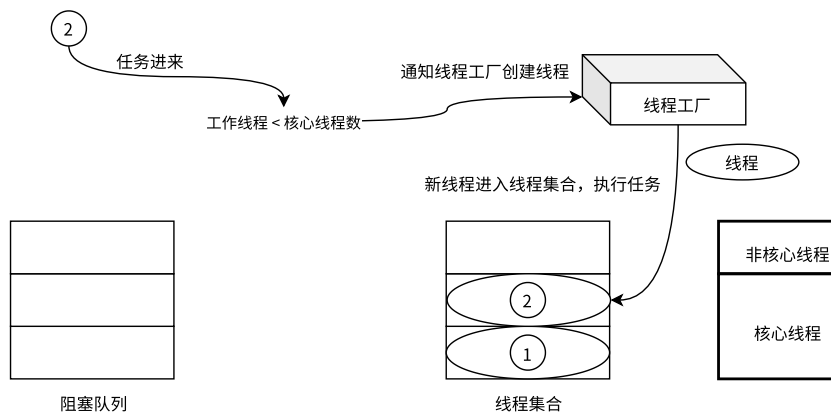 2
任务进来
通知线程工厂创建线程
线程工厂
工作线程 < 核心线程数
线程
新线程进入线程集合，执行任务
非核心线程
2
核心线程
1
阻塞队列
线程集合